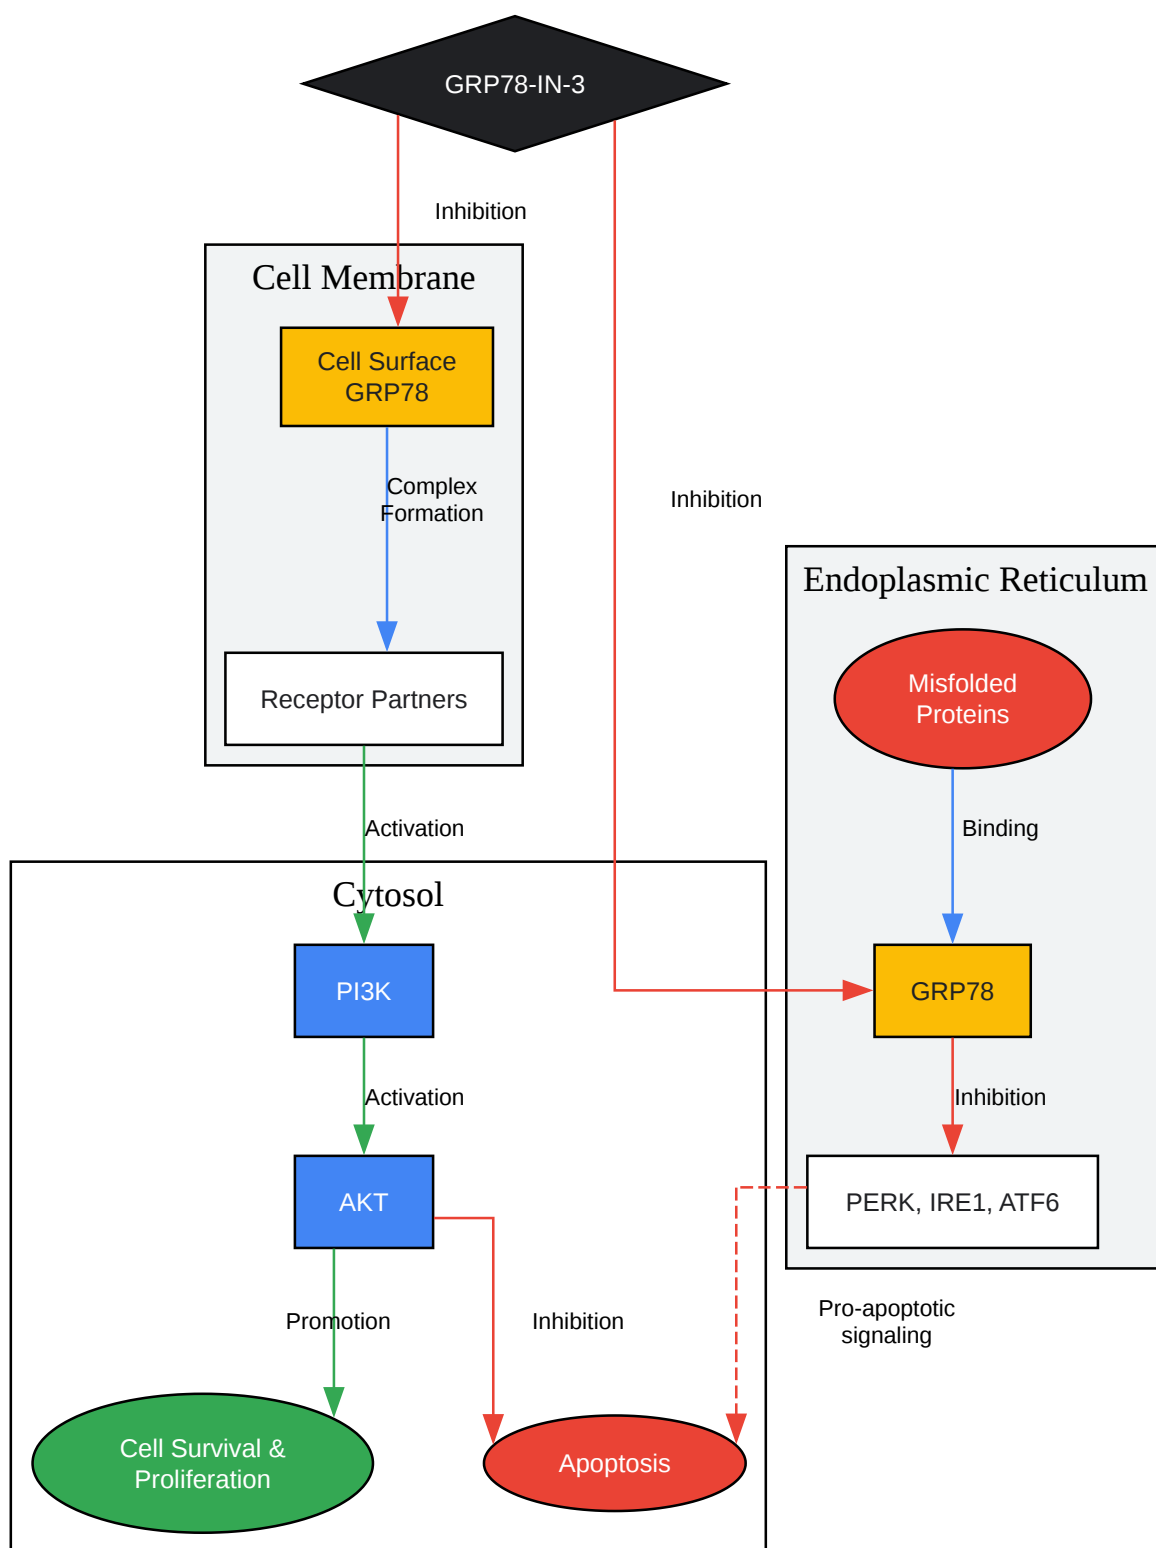 GRP78-IN-3
Inhibition
Cell Membrane
Cell Surface
GRP78
Complex
Formation
Inhibition
Endoplasmic Reticulum
Misfolded
Proteins
Receptor Partners
Activation
Binding
Cytosol
PI3K
GRP78
Activation
Inhibition
AKT
PERK, IRE1, ATF6
Promotion
Inhibition
Pro-apoptotic
signaling
Cell Survival &
Proliferation
Apoptosis